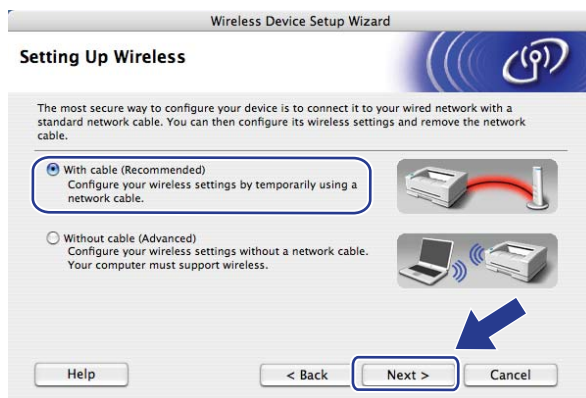 Wireless Device Setup Wizard
Setting Up Wireless
The most secure way to configure your device is to connect it to your wired network with a
standard network cable. You can then configure its wireless settings and remove the network
cable.
With cable (Recommended)
Configure your wireless settings by temporarily using a
network cable.
Without cable (Advanced)
Configure your wireless settings without a network cable.
Your computer must support wireless.
Help
< Back
Next >
Cancel